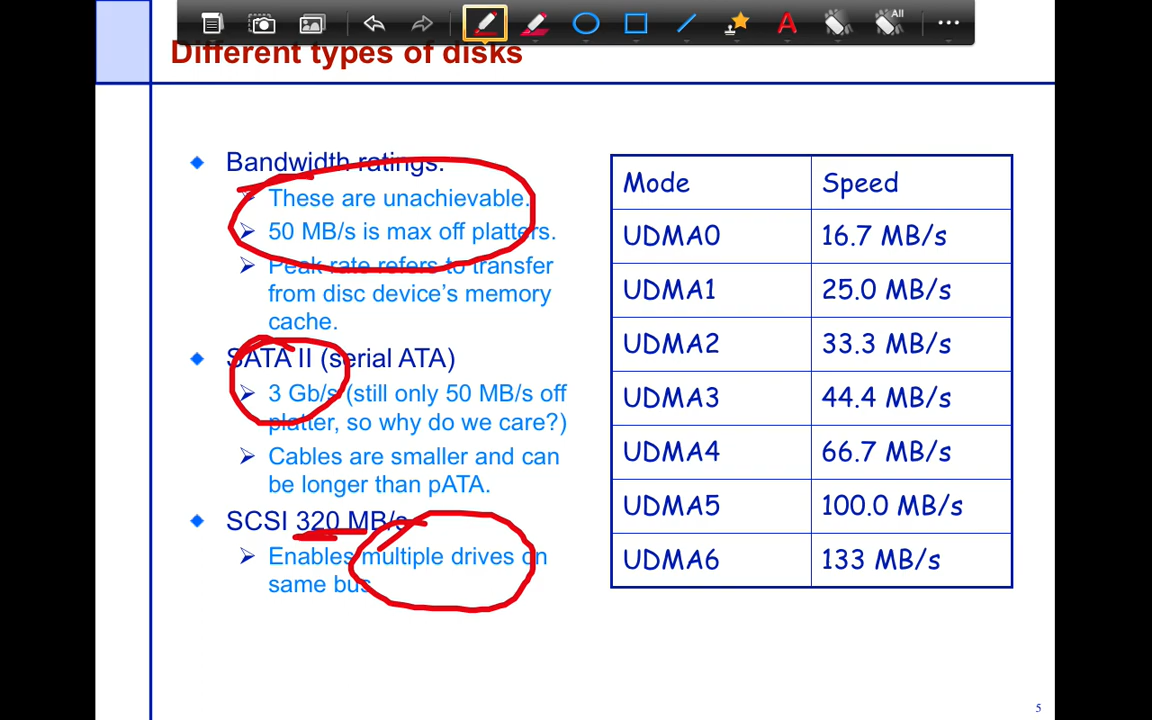 All
A
Different types of disks
Bandwidth ratings.
These are unachievable.
50 MB/s is max off platters.
Peak rate refers to transfer
from disc device's memory
cache.
SATA II (serial ATA)
3 Gb/s (still only 50 MB/s off
platter, so why do we care?)
Cables are smaller and can
be longer than pATA.
SCSI 320 MB/s
Enables multiple drives on
same bus
Mode Speed
UDMA0 16.7 MB/s
UDMA1 25.0 MB/s
UDMA2 33.3 MB/s
UDMA3 44.4 MB/s
UDMA4 66.7 MB/s
UDMA5 100.0 MB/s
UDMA6 133 MB/s
5